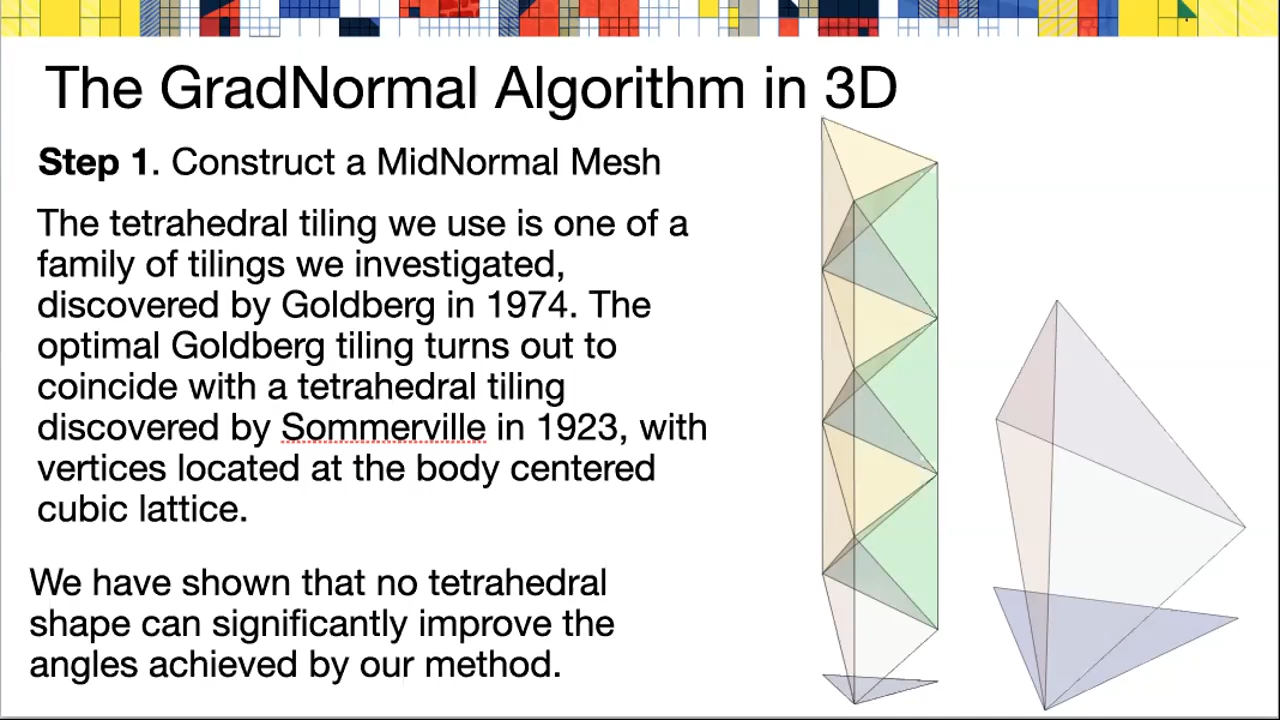 The GradNormal Algorithm in 3D
Step 1. Construct a MidNormal Mesh
The tetrahedral tiling we use is one of a
family of tilings we investigated,
discovered by Goldberg in 1974. The
optimal Goldberg tiling turns out to
coincide with a tetrahedral tiling
discovered by Sommerville in 1923, with
vertices located at the body centered
cubic lattice.
We have shown that no tetrahedral
shape can significantly improve the
angles achieved by our method.